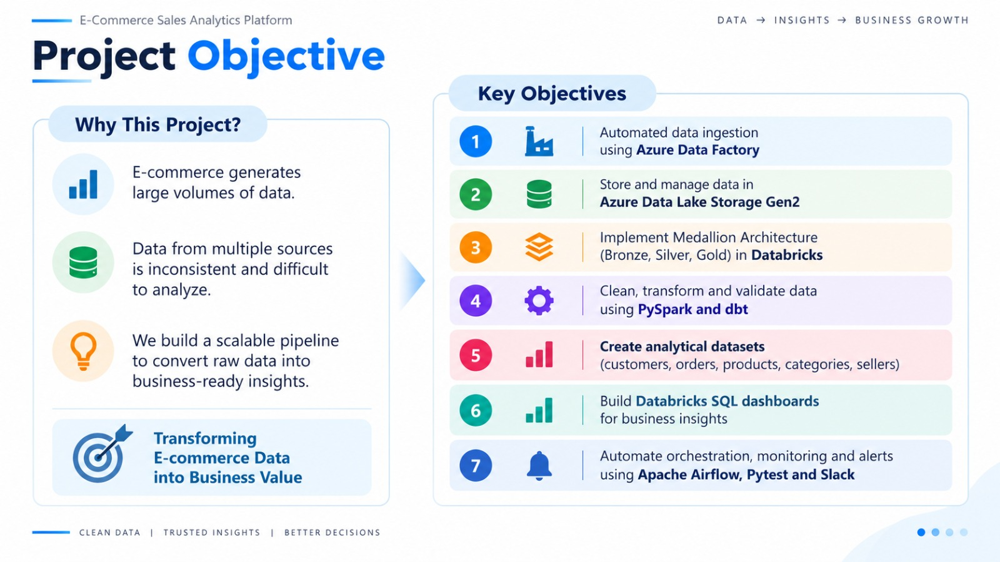 E-Commerce Sales Analytics Platform
DATA → INSIGHTS → BUSINESS GROWTH
Project Objective
Why This Project?
E-commerce generates
large volumes of data.
Data from multiple sources
is inconsistent and difficult
to analyze.
We build a scalable pipeline
to convert raw data into
business-ready insights.
Transforming
E-commerce Data
into Business Value
Key Objectives
1
Automated data ingestion
using Azure Data Factory
2
Store and manage data in
Azure Data Lake Storage Gen2
3
Implement Medallion Architecture
(Bronze, Silver, Gold) in Databricks
4
Clean, transform and validate data
using PySpark and dbt
5
Create analytical datasets
(customers, orders, products, categories, sellers)
6
Build Databricks SQL dashboards
for business insights
7
Automate orchestration, monitoring and alerts
using Apache Airflow, Pytest and Slack
CLEAN DATA | TRUSTED INSIGHTS | BETTER DECISIONS